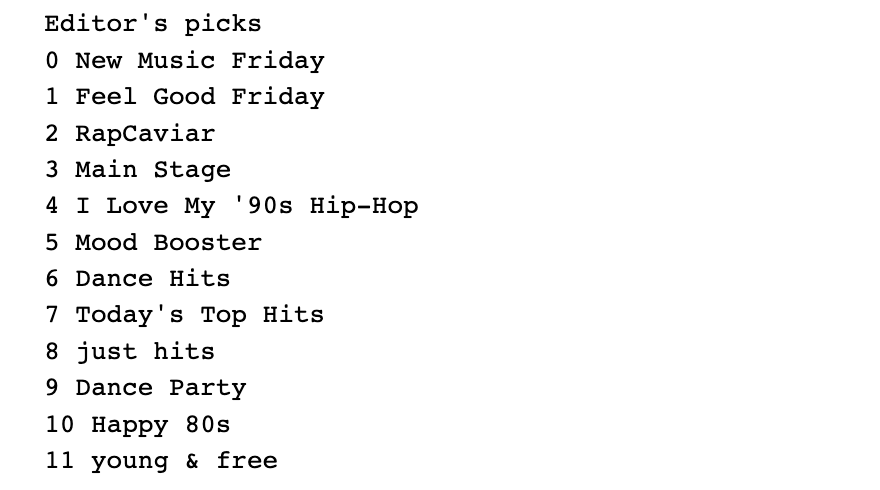 Editor's picks
0 New Music Friday
1 Feel Good Friday
2 RapCaviar
3 Main Stage
4 I Love My '90s Hip-Hop
5 Mood Booster
6 Dance Hits
7 Today's Top Hits
8 just hits
9 Dance Party
10 Happy 80s
11 young & free